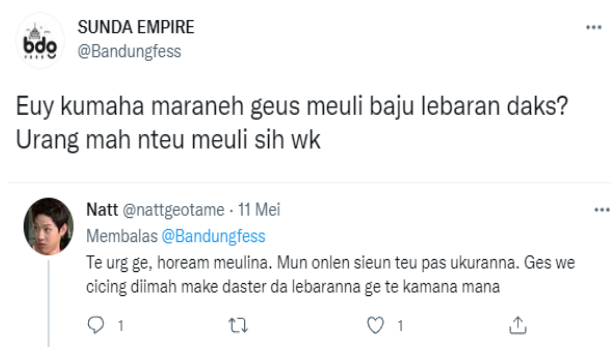 bdo
FESS
SUNDA EMPIRE
@Bandungfess
Euy kumaha maraneh geus meuli baju lebaran daks?
Urang mah nteu meuli sih wk
Natt @nattgeotame · 11 Mei
Membalas @Bandungfess
Te urg ge, hoream meulina. Mun onlen sieun teu pas ukuranna. Ges we
cicing diimah make daster da lebaranna ge te kamana mana
1
1